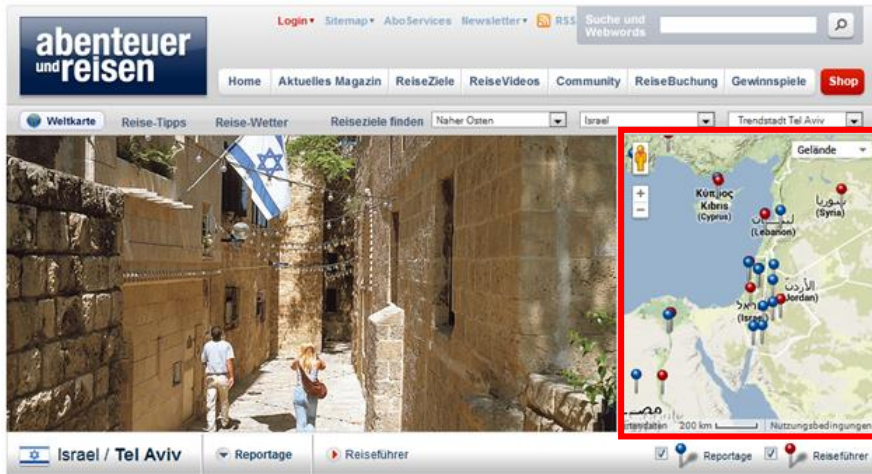 Login Sitemap AboServices Newsletter RSS Suche und Webwords
abenteuer
und reisen
Home Aktuelles Magazin ReiseZiele ReiseVideos Community ReiseBuchung Gewinnspiele Shop
Weltkarte Reise-Tipps Reise-Wetter Reiseziele finden Naher Osten Israel Trendstadt Tel Aviv
Gelände
Κύπρος
Kıbrıs
(Cyprus)
سوريا
(Syria)
(Lebanon)
الأردن
Jordan)
(Israel)
200 km Nutzungsbedingungen
Israel / Tel Aviv Reportage Reiseführer Reportage Reiseführer